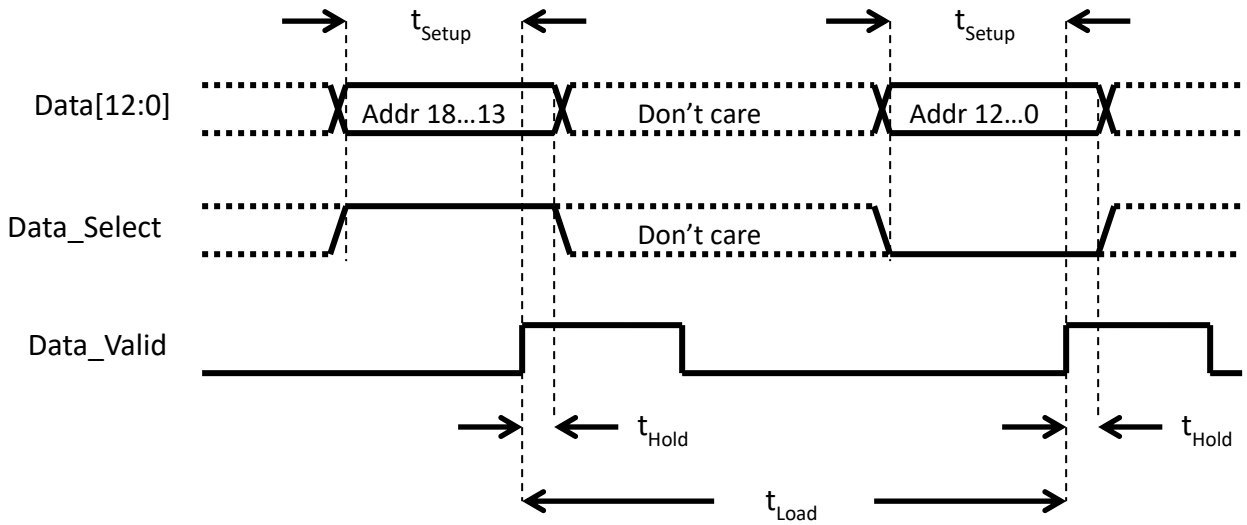 tSetup tSetup
Data[12:0] Addr 18...13 Don't care Addr 12...0
Data_Select Don't care
Data_Valid
tHold tHold
tLoad